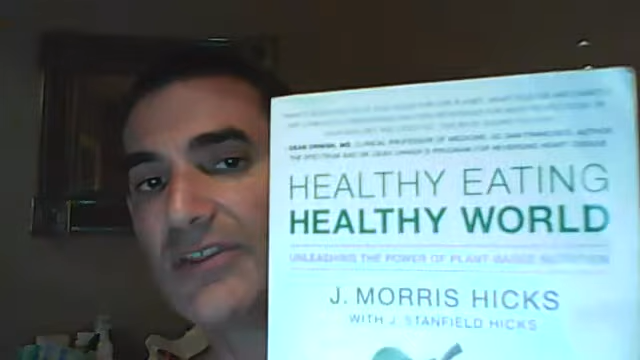 DEAN ORNISH, MD, CLINICAL PROFESSOR OF MEDICINE, UC SAN FRANCISCO, AUTHOR
THE SPECTRUM AND DR. DEAN ORNISH'S PROGRAM FOR REVERSING HEART DISEASE
HEALTHY EATING
HEALTHY WORLD
UNLEASHING THE POWER OF PLANT-BASED NUTRITION
J. MORRIS HICKS
WITH J. STANFIELD HICKS